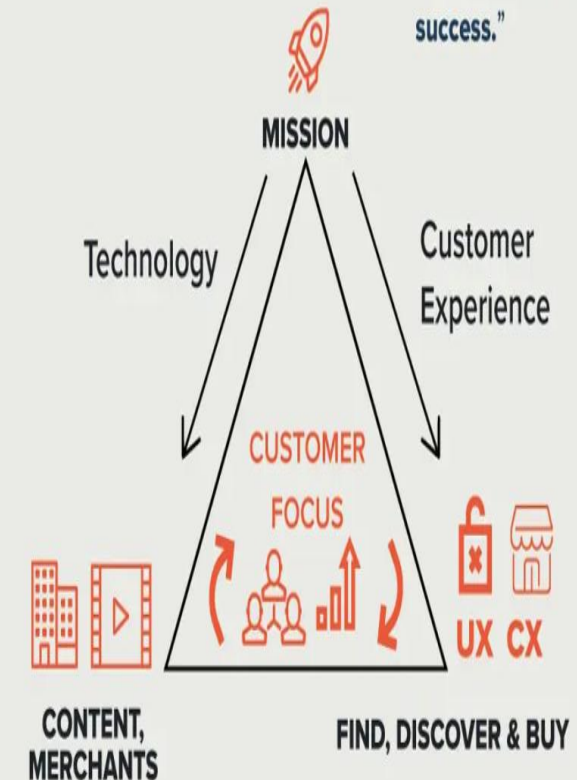 success.”
MISSION
Technology
Customer
Experience
CUSTOMER
FOCUS
UX CX
CONTENT,
MERCHANTS
FIND, DISCOVER & BUY